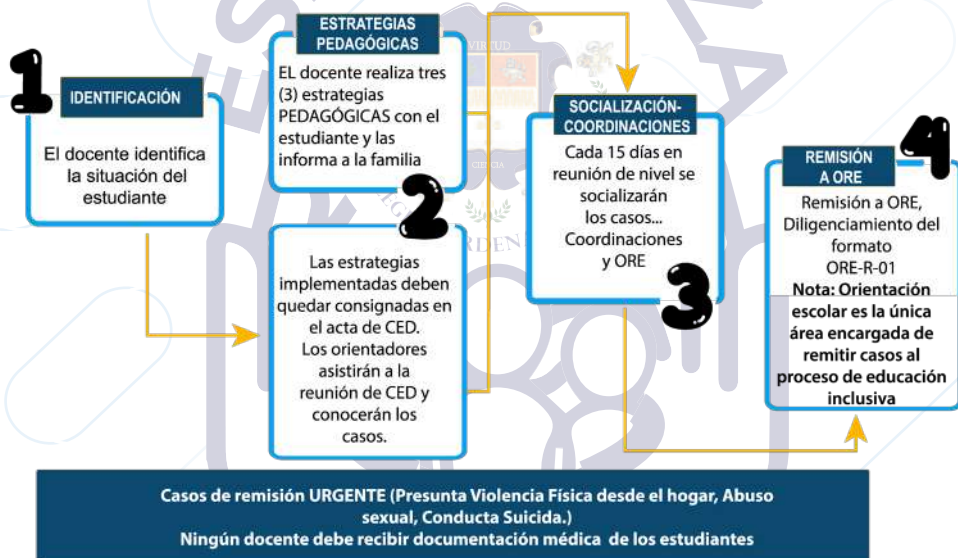 1
IDENTIFICACIÓN
El docente identifica
la situación del
estudiante
ESTRATEGIAS
PEDAGÓGICAS
EL docente realiza tres
(3) estrategias
PEDAGÓGICAS con el
estudiante y las
informa a la familia
2
Las estrategias
implementadas deben
quedar consignadas en
el acta de CED.
Los orientadores
asistirán a la
reunión de CED y
conocerán los
casos.
SOCIALIZACIÓN-
COORDINACIONES
Cada 15 días en
reunión de nivel se
socializarán
los casos...
Coordinaciones
y ORE
3
4
REMISIÓN
A ORE
Remisión a ORE,
Diligenciamiento del
formato
ORE-R-01
Nota: Orientación
escolar es la única
área encargada de
remitir casos al
proceso de educación
inclusiva
Casos de remisión URGENTE (Presunta Violencia Física desde el hogar, Abuso
sexual, Conducta Suicida.)
Ningún docente debe recibir documentación médica de los estudiantes
VIRTUD
CIENCIA